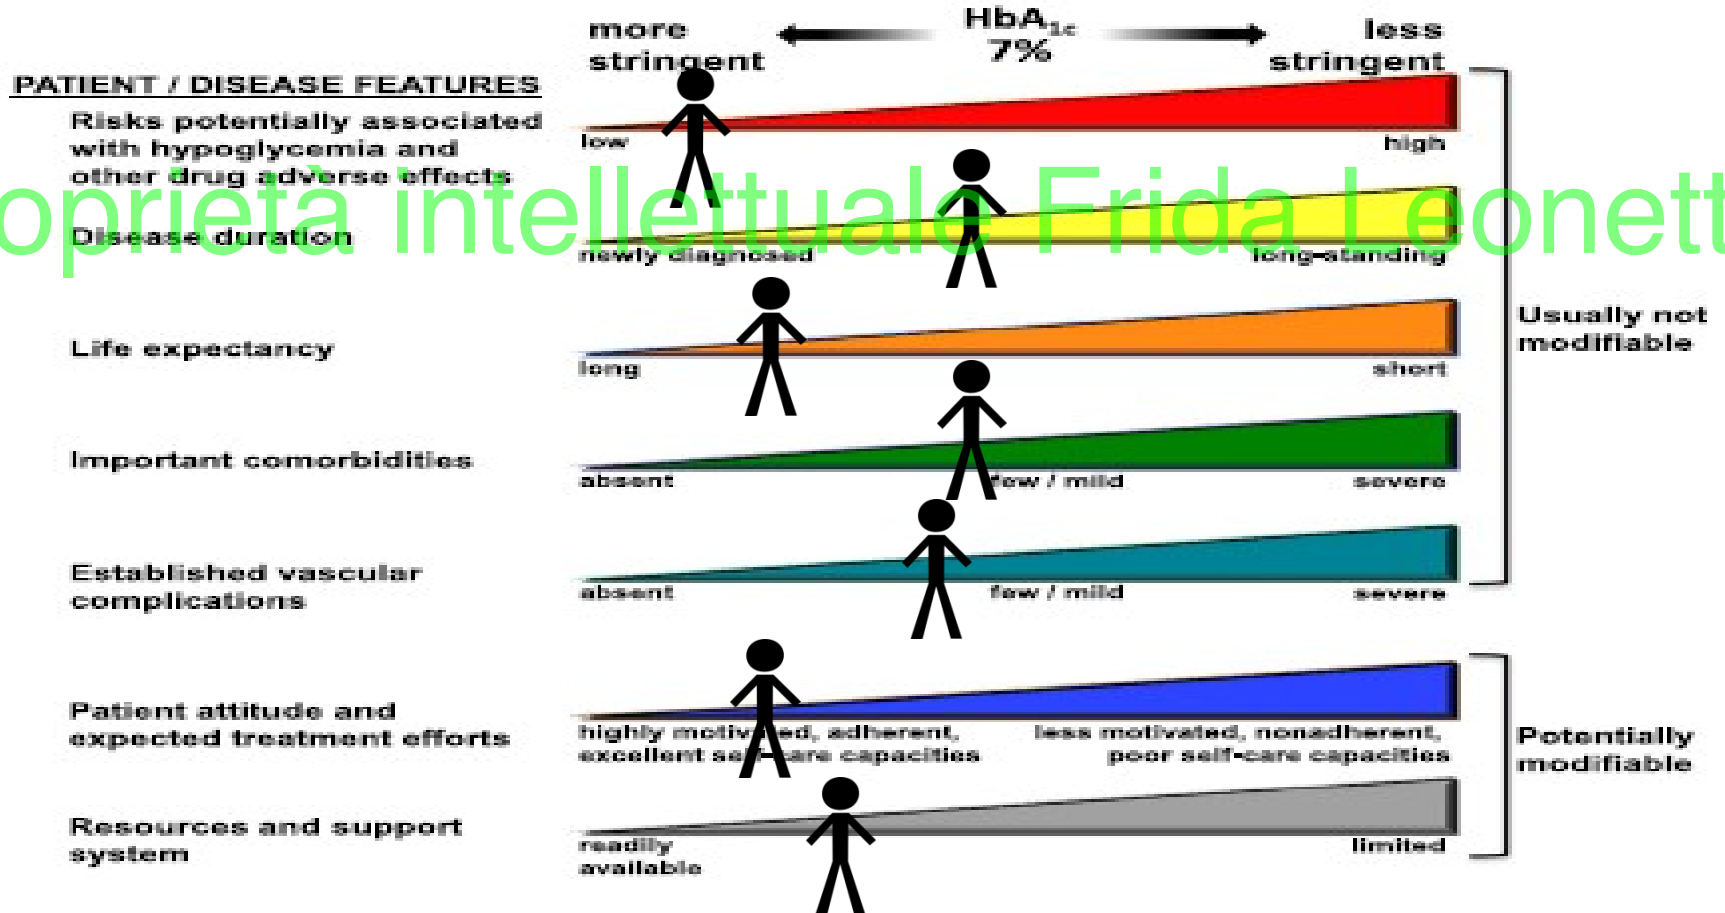 more
stringent
HbA1c
7%
less
stringent
PATIENT / DISEASE FEATURES
Risks potentially associated
with hypoglycemia and
other drug adverse effects
low
high
oprietà intellettuale Frida Leonett
Disease duration
newly diagnosed
long-standing
Life expectancy
long
short
Usually not
modifiable
Important comorbidities
absent
few / mild
severe
Established vascular
complications
absent
few / mild
severe
Patient attitude and
expected treatment efforts
highly motivated, adherent,
excellent self-care capacities
less motivated, nonadherent,
poor self-care capacities
Potentially
modifiable
Resources and support
system
readily
available
limited